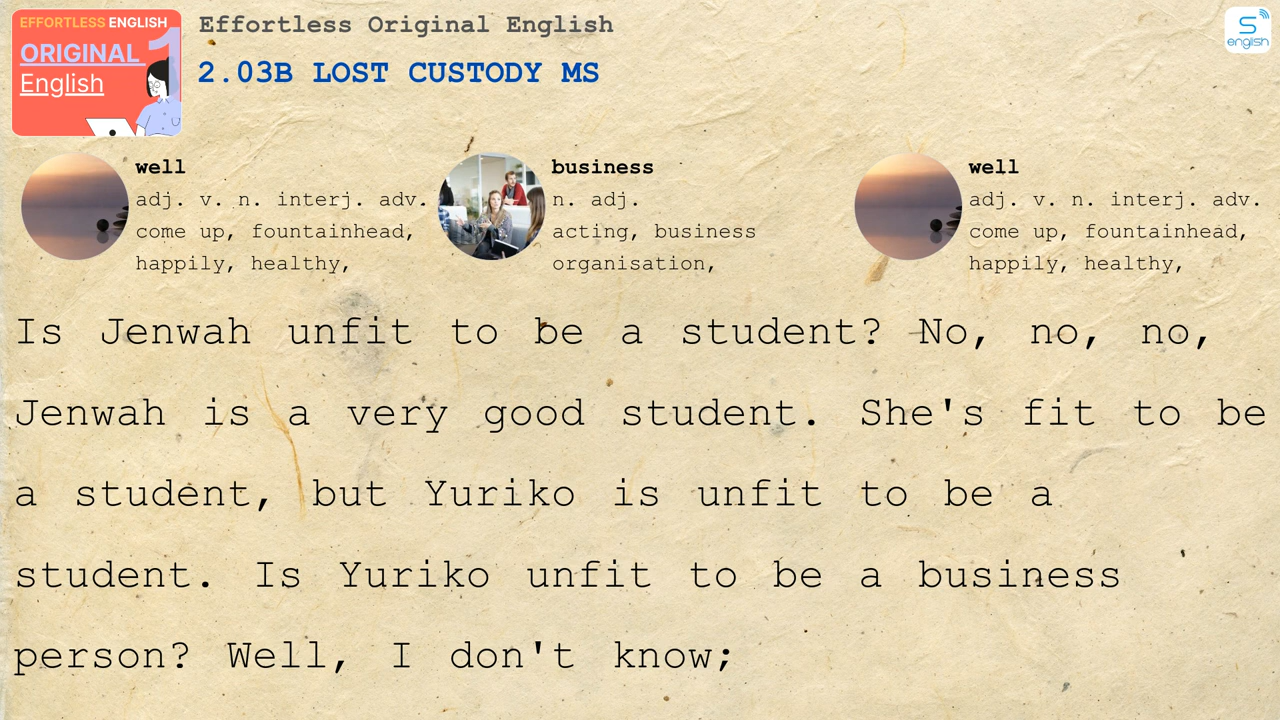 EFFORTLESS ENGLISH
ORIGINAL 1
English
Effortless Original English
2.03B LOST CUSTODY MS
S
english
well
adj. v. n. interj. adv.
come up, fountainhead,
happily, healthy,
business
n. adj.
acting, business
organisation,
well
adj. v. n. interj. adv.
come up, fountainhead,
happily, healthy,
Is Jenwah unfit to be a student? No, no, no,
Jenwah is a very good student. She's fit to be
a student, but Yuriko is unfit to be a
student. Is Yuriko unfit to be a business
person? Well, I don't know;